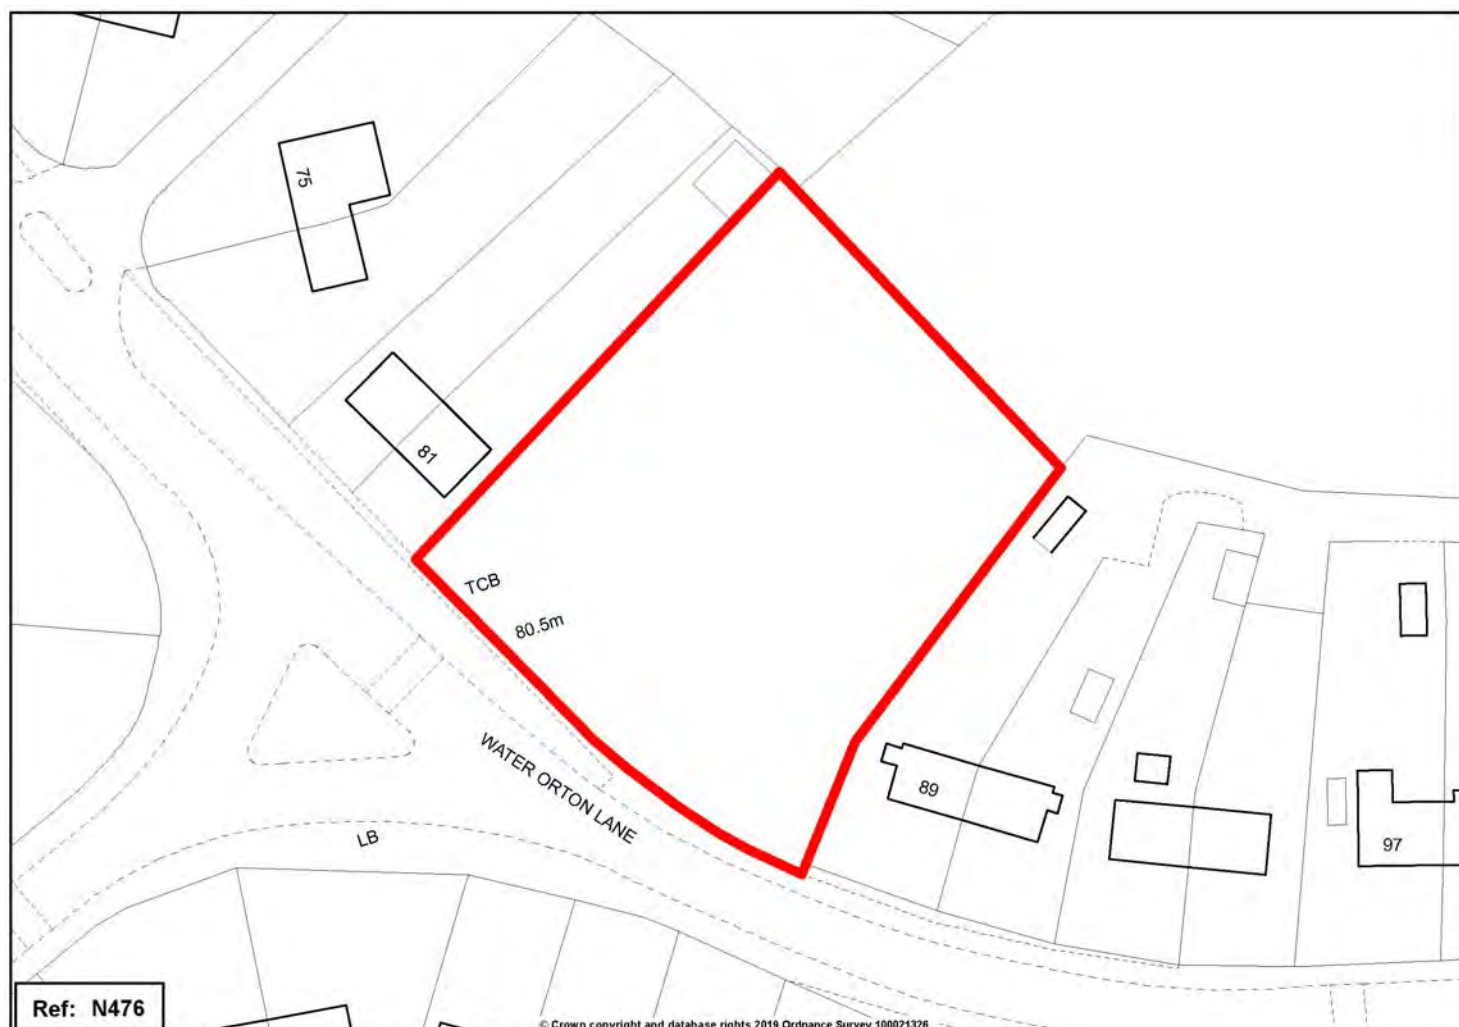 75
81
TCB
80.5m
WATER ORTON LANE
89
97
LB
Ref: N476
© Crown copyright and database rights 2019 Ordnance Survey 100021326